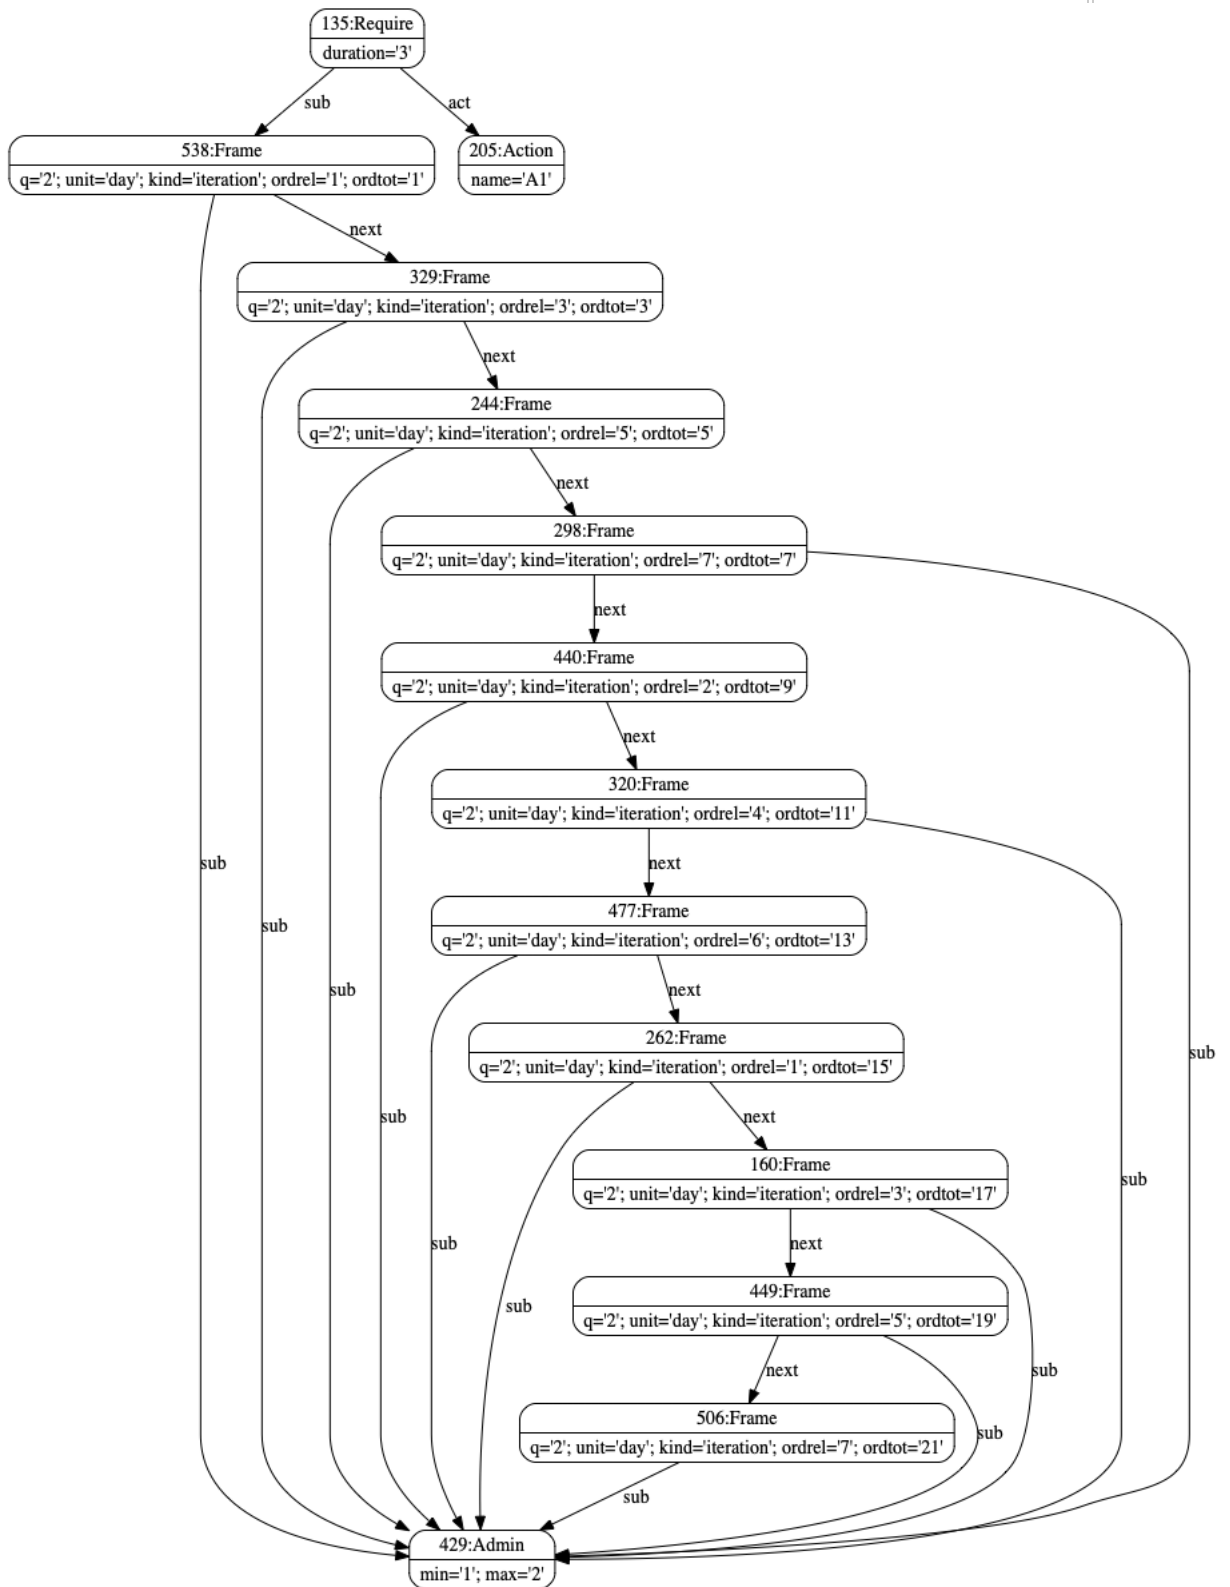 135:Require
duration='3'
sub
act
538:Frame
q='2'; unit='day'; kind='iteration'; ordrel='1'; ordtot='1'
205:Action
name='A1'
next
329:Frame
q='2'; unit='day'; kind='iteration'; ordrel='3'; ordtot='3'
next
244:Frame
q='2'; unit='day'; kind='iteration'; ordrel='5'; ordtot='5'
next
298:Frame
q='2'; unit='day'; kind='iteration'; ordrel='7'; ordtot='7'
next
440:Frame
q='2'; unit='day'; kind='iteration'; ordrel='2'; ordtot='9'
next
320:Frame
q='2'; unit='day'; kind='iteration'; ordrel='4'; ordtot='11'
sub
next
477:Frame
q='2'; unit='day'; kind='iteration'; ordrel='6'; ordtot='13'
sub
sub
next
262:Frame
q='2'; unit='day'; kind='iteration'; ordrel='1'; ordtot='15'
sub
sub
next
160:Frame
q='2'; unit='day'; kind='iteration'; ordrel='3'; ordtot='17'
sub
sub
next
449:Frame
q='2'; unit='day'; kind='iteration'; ordrel='5'; ordtot='19'
sub
next
sub
506:Frame
q='2'; unit='day'; kind='iteration'; ordrel='7'; ordtot='21'
sub
sub
429:Admin
min='1'; max='2'